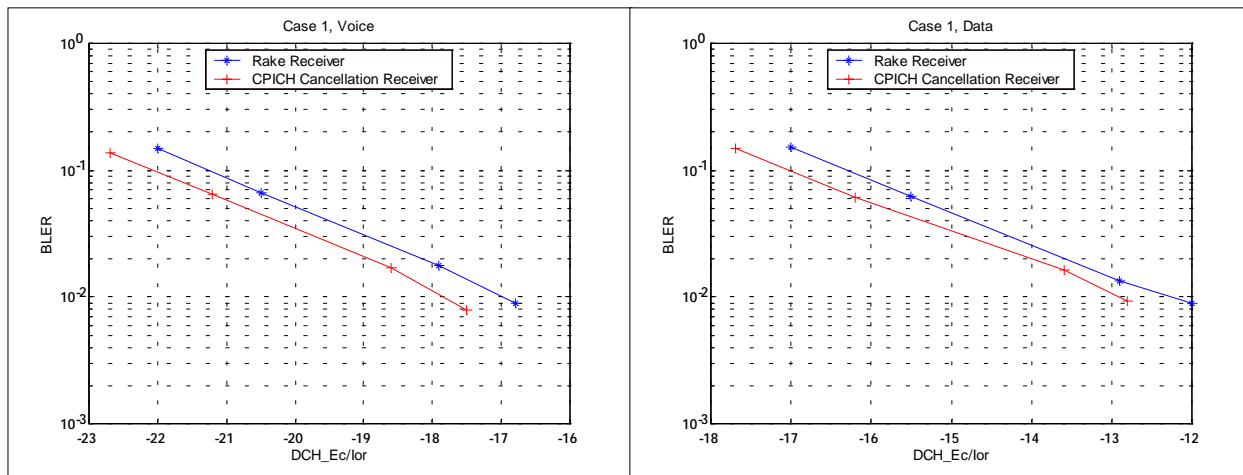 Case 1, Voice
10^0
Rake Receiver
CPICH Cancellation Receiver
10^-1
BLER
10^-2
10^-3
-23 -22 -21 -20 -19 -18 -17 -16
DCH_Ec/Ior
Case 1, Data
10^0
Rake Receiver
CPICH Cancellation Receiver
10^-1
BLER
10^-2
10^-3
-18 -17 -16 -15 -14 -13 -12
DCH_Ec/Ior